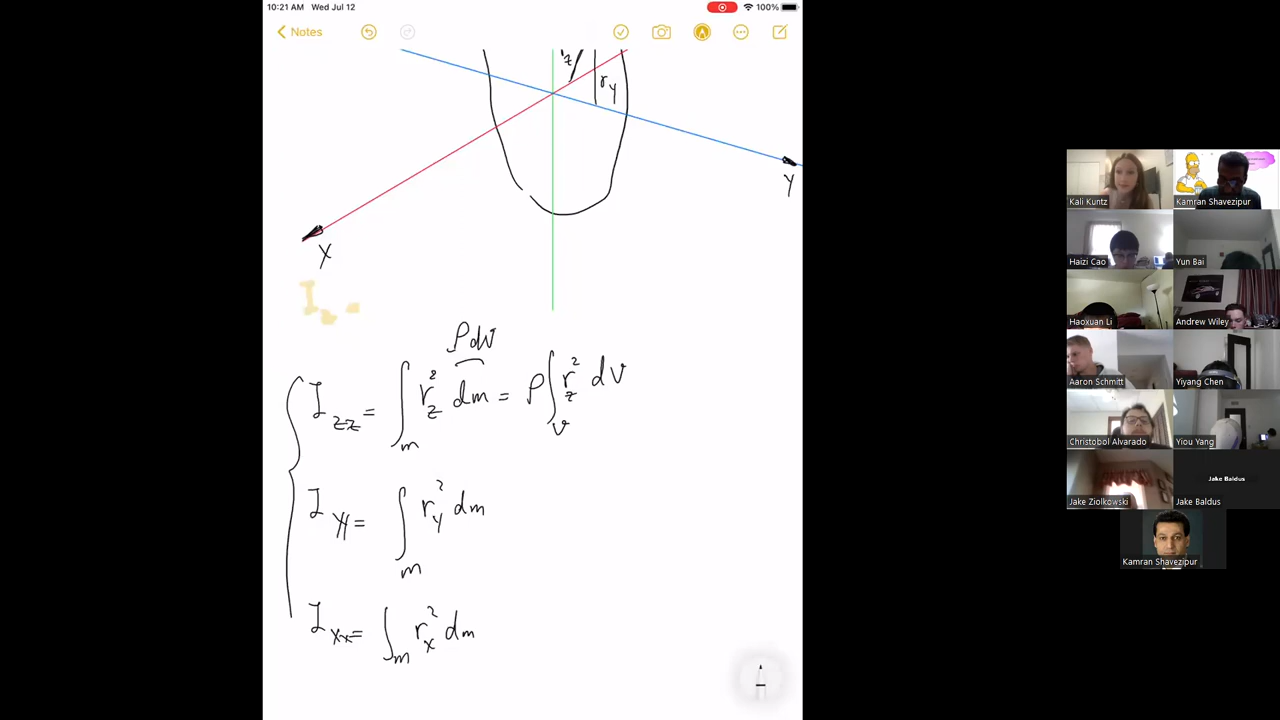 10:21 AM Wed Jul 12
100%
Notes
r_z
r_y
Y
X
I
ρdV
I_zz = ∫_m r_z² dm = ρ∫_V r_z² dV
I_yy = ∫_m r_y² dm
I_xx = ∫_m r_x² dm
Kali Kuntz
Kamran Shavezipur
Haizi Cao
Yun Bai
Haoxuan Li
Andrew Wiley
Aaron Schmitt
Yiyang Chen
Christobol Alvarado
Yiou Yang
Jake Ziolkowski
Jake Baldus
Jake Baldus
Kamran Shavezipur